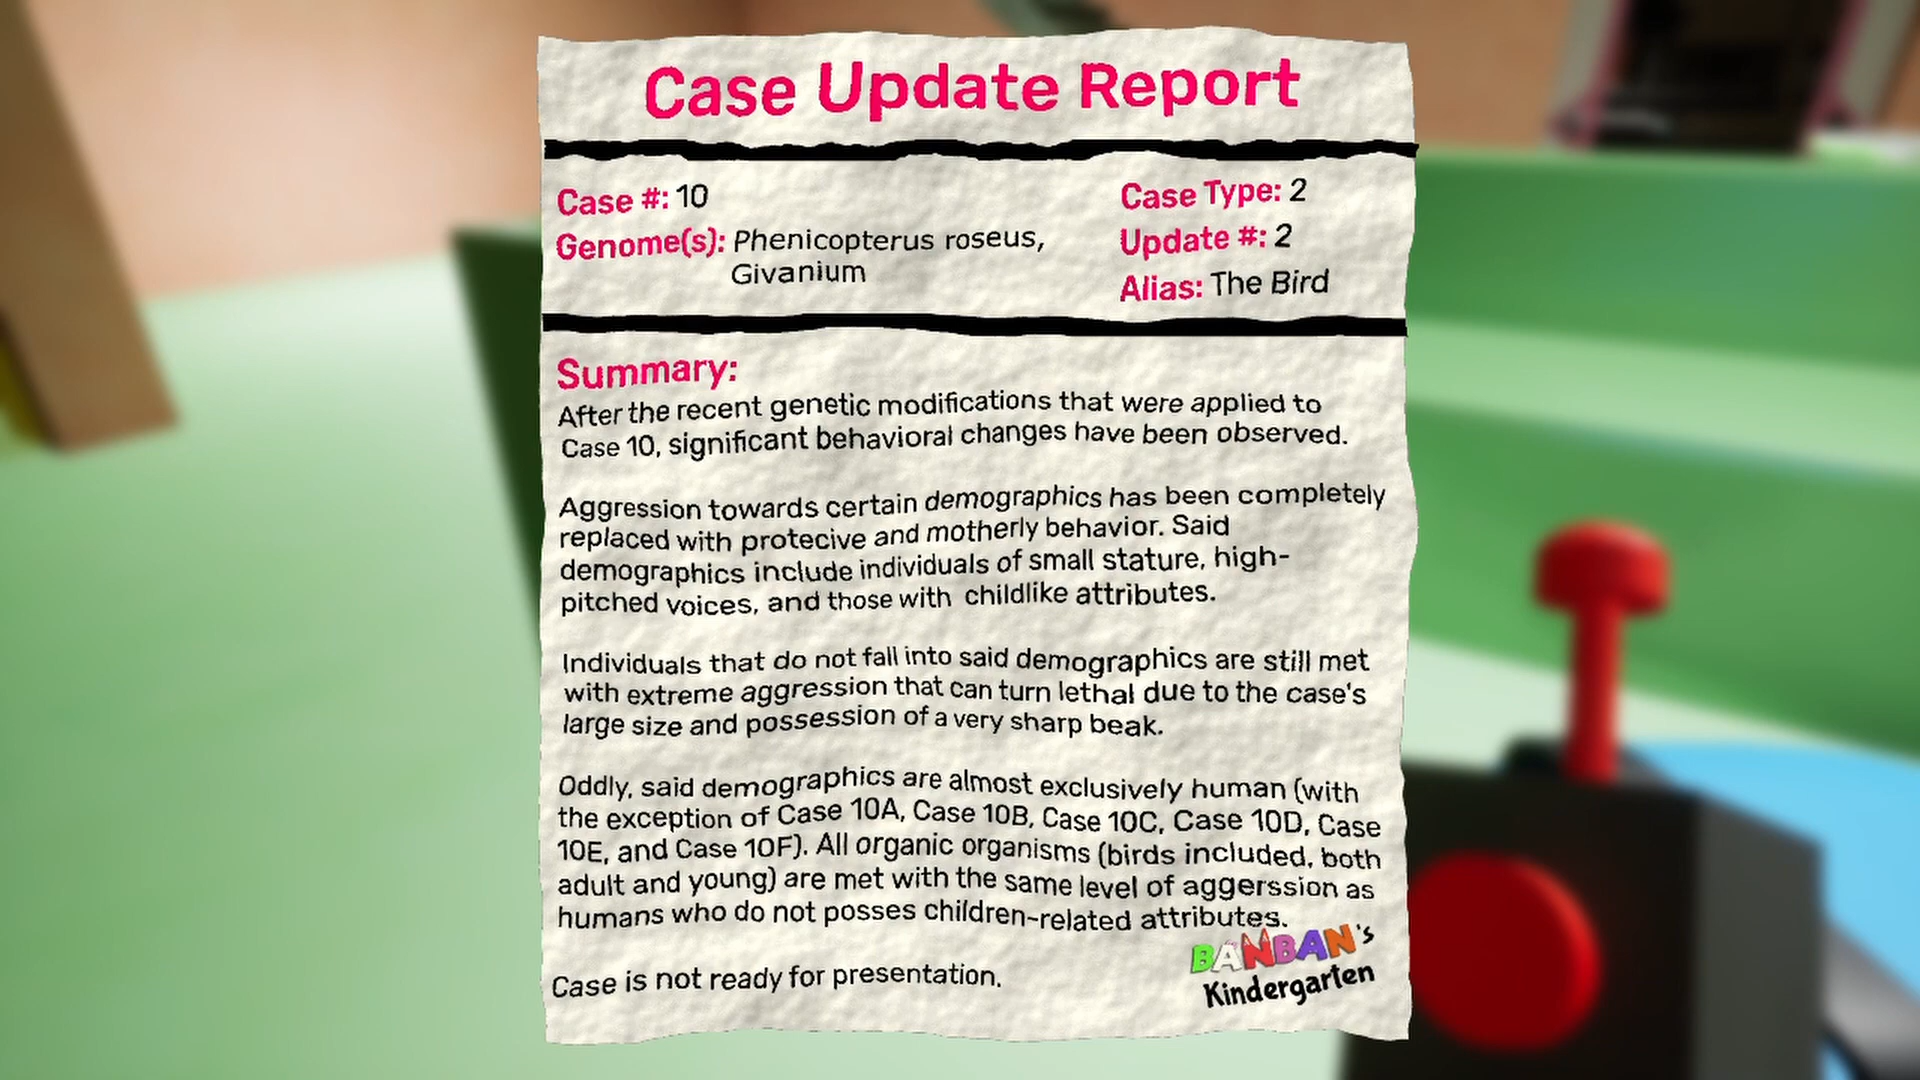 Case Update Report
Case #: 10
Case Type: 2
Genome(s): Phenicopterus roseus,
Givanium
Update #: 2
Alias: The Bird
Summary:
After the recent genetic modifications that were applied to
Case 10, significant behavioral changes have been observed.
Aggression towards certain demographics has been completely
replaced with protecive and motherly behavior. Said
demographics include individuals of small stature, high-
pitched voices, and those with childlike attributes.
Individuals that do not fall into said demographics are still met
with extreme aggression that can turn lethal due to the case's
large size and possession of a very sharp beak.
Oddly, said demographics are almost exclusively human (with
the exception of Case 10A, Case 10B, Case 10C, Case 10D, Case
10E, and Case 10F). All organic organisms (birds included, both
adult and young) are met with the same level of aggerssion as
humans who do not posses children-related attributes.
Case is not ready for presentation.
BANBAN's
Kindergarten